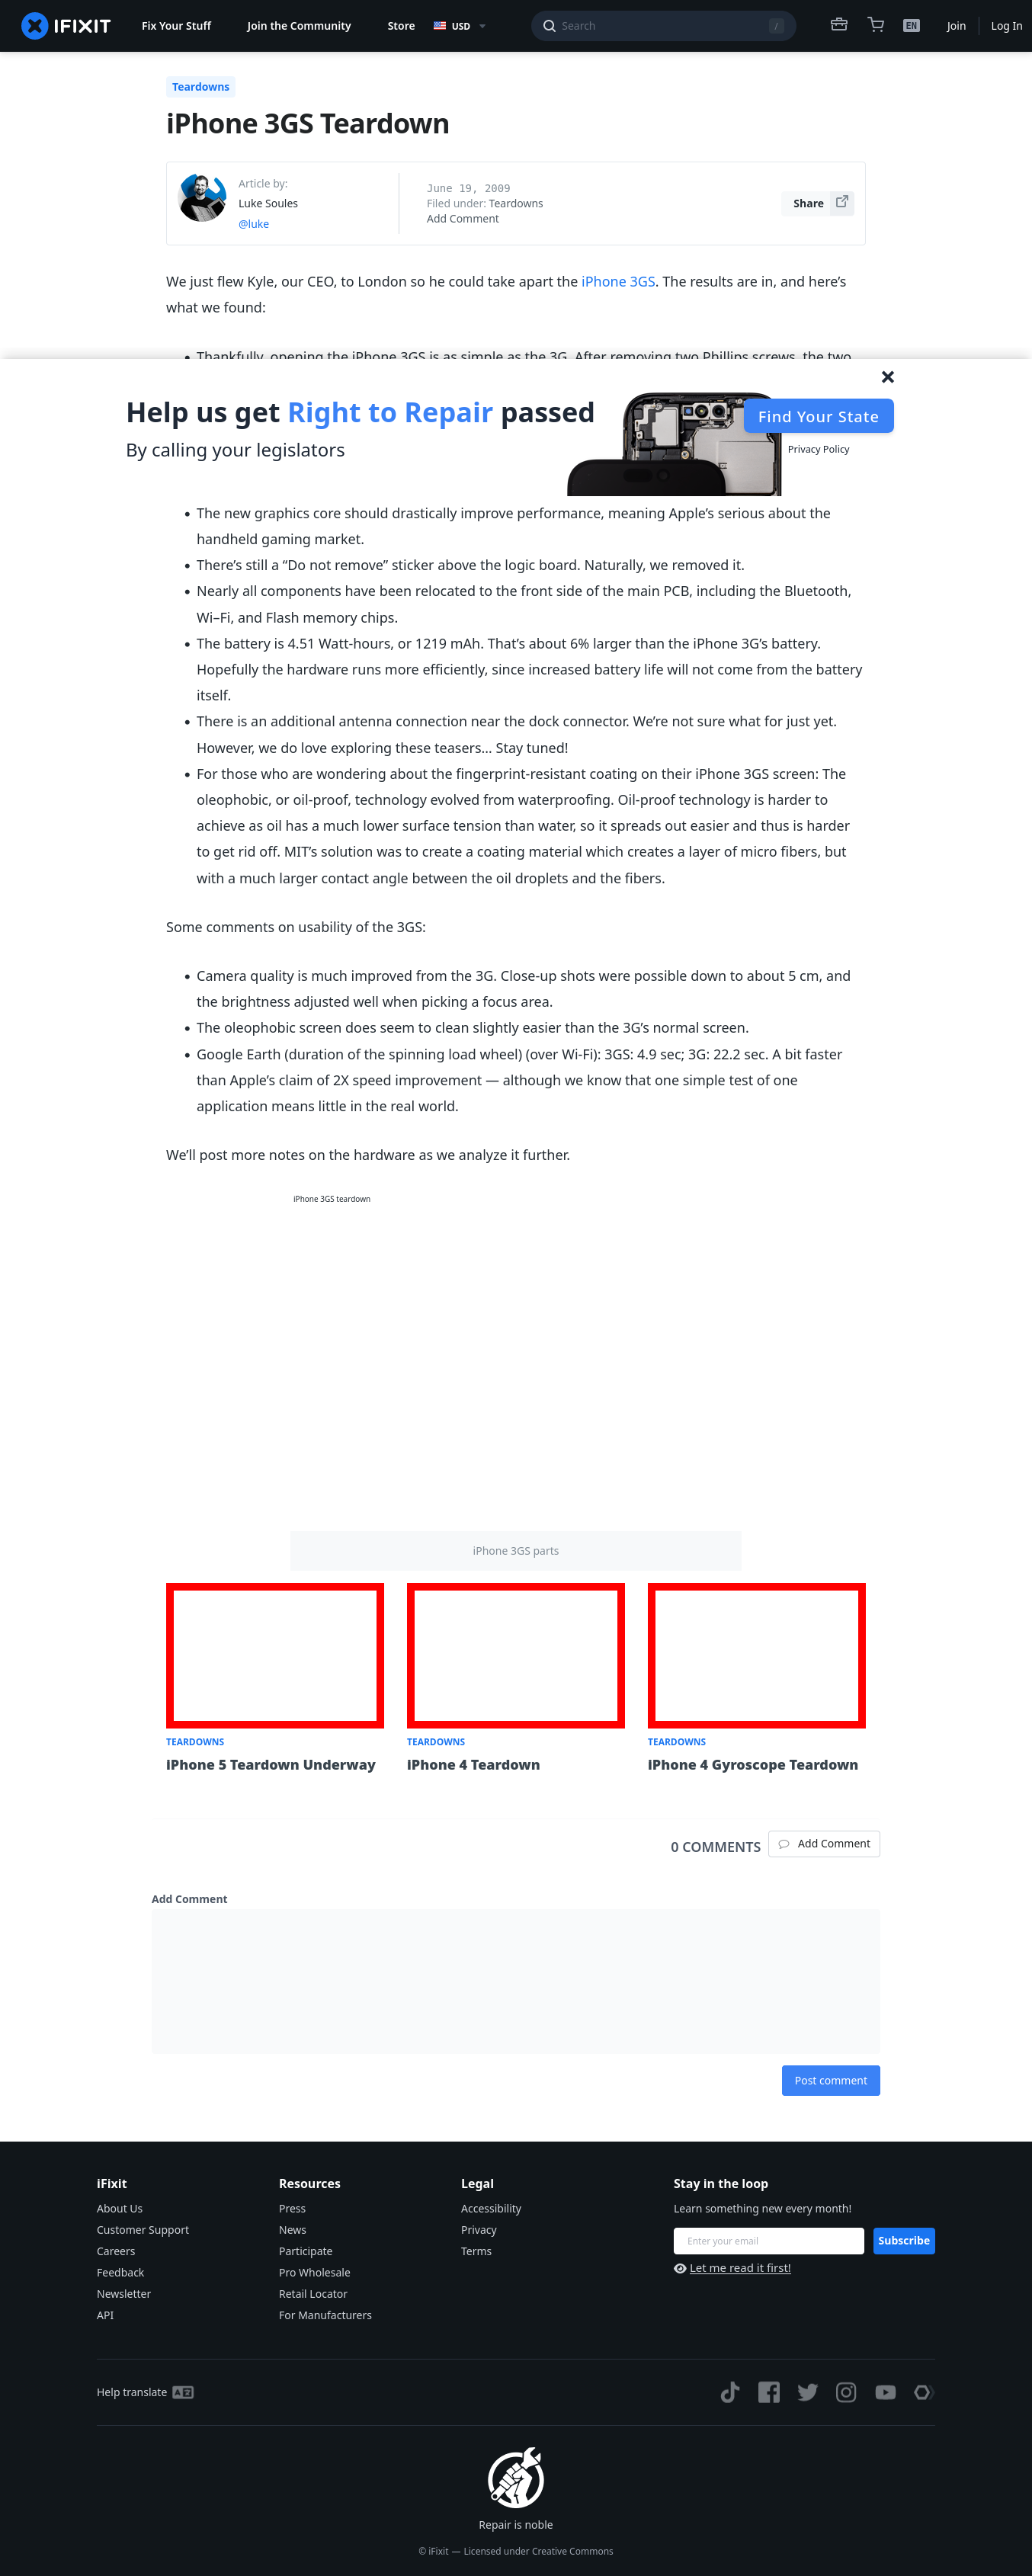 IFIXIT
Fix Your Stuff
Join the Community
Store
USD
Search
/
EN
Join
Log In
Teardowns
iPhone 3GS Teardown
Article by:
Luke Soules
@luke
June 19, 2009
Filed under: Teardowns
Add Comment
Share
We just flew Kyle, our CEO, to London so he could take apart the iPhone 3GS. The results are in, and here’s
what we found:
Thankfully, opening the iPhone 3GS is as simple as the 3G. After removing two Phillips screws, the two
Help us get Right to Repair passed
By calling your legislators
Find Your State
Privacy Policy
The new graphics core should drastically improve performance, meaning Apple’s serious about the
handheld gaming market.
There’s still a “Do not remove” sticker above the logic board. Naturally, we removed it.
Nearly all components have been relocated to the front side of the main PCB, including the Bluetooth,
Wi–Fi, and Flash memory chips.
The battery is 4.51 Watt-hours, or 1219 mAh. That’s about 6% larger than the iPhone 3G’s battery.
Hopefully the hardware runs more efficiently, since increased battery life will not come from the battery
itself.
There is an additional antenna connection near the dock connector. We’re not sure what for just yet.
However, we do love exploring these teasers… Stay tuned!
For those who are wondering about the fingerprint-resistant coating on their iPhone 3GS screen: The
oleophobic, or oil-proof, technology evolved from waterproofing. Oil-proof technology is harder to
achieve as oil has a much lower surface tension than water, so it spreads out easier and thus is harder
to get rid off. MIT’s solution was to create a coating material which creates a layer of micro fibers, but
with a much larger contact angle between the oil droplets and the fibers.
Some comments on usability of the 3GS:
Camera quality is much improved from the 3G. Close-up shots were possible down to about 5 cm, and
the brightness adjusted well when picking a focus area.
The oleophobic screen does seem to clean slightly easier than the 3G’s normal screen.
Google Earth (duration of the spinning load wheel) (over Wi-Fi): 3GS: 4.9 sec; 3G: 22.2 sec. A bit faster
than Apple’s claim of 2X speed improvement — although we know that one simple test of one
application means little in the real world.
We’ll post more notes on the hardware as we analyze it further.
iPhone 3GS teardown
iPhone 3GS parts
TEARDOWNS
iPhone 5 Teardown Underway
TEARDOWNS
iPhone 4 Teardown
TEARDOWNS
iPhone 4 Gyroscope Teardown
0 COMMENTS
Add Comment
Add Comment
Post comment
iFixit
About Us
Customer Support
Careers
Feedback
Newsletter
API
Resources
Press
News
Participate
Pro Wholesale
Retail Locator
For Manufacturers
Legal
Accessibility
Privacy
Terms
Stay in the loop
Learn something new every month!
Enter your email
Subscribe
Let me read it first!
Help translate
Repair is noble
© iFixit — Licensed under Creative Commons